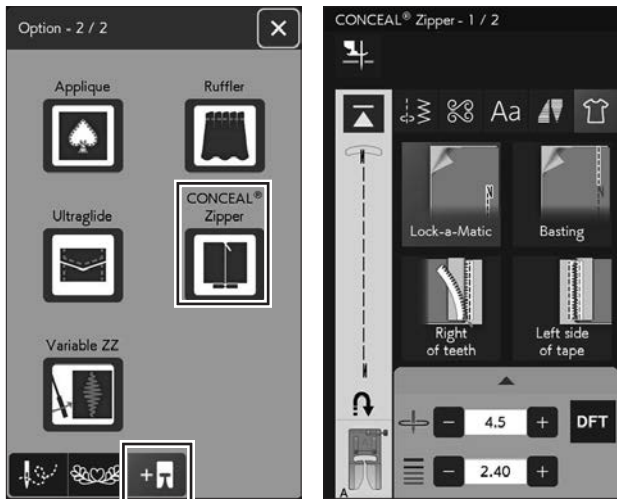 Option - 2 / 2
Applique
Ruffler
Ultraglide
CONCEAL®
Zipper
Variable ZZ
CONCEAL® Zipper - 1 / 2
Aa
Lock-a-Matic
Basting
Right
of teeth
Left side
of tape
4.5
DFT
2.40
A